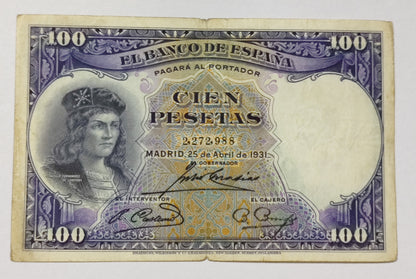 100 100
EL BANCO DE ESPAÑA
PAGARÁ AL PORTADOR
CIEN
PESETAS
2,272,988
MADRID, 25 de Abril de 1931.
EL GOBERNADOR
EL INTERVENTOR
EL CAJERO
100 100